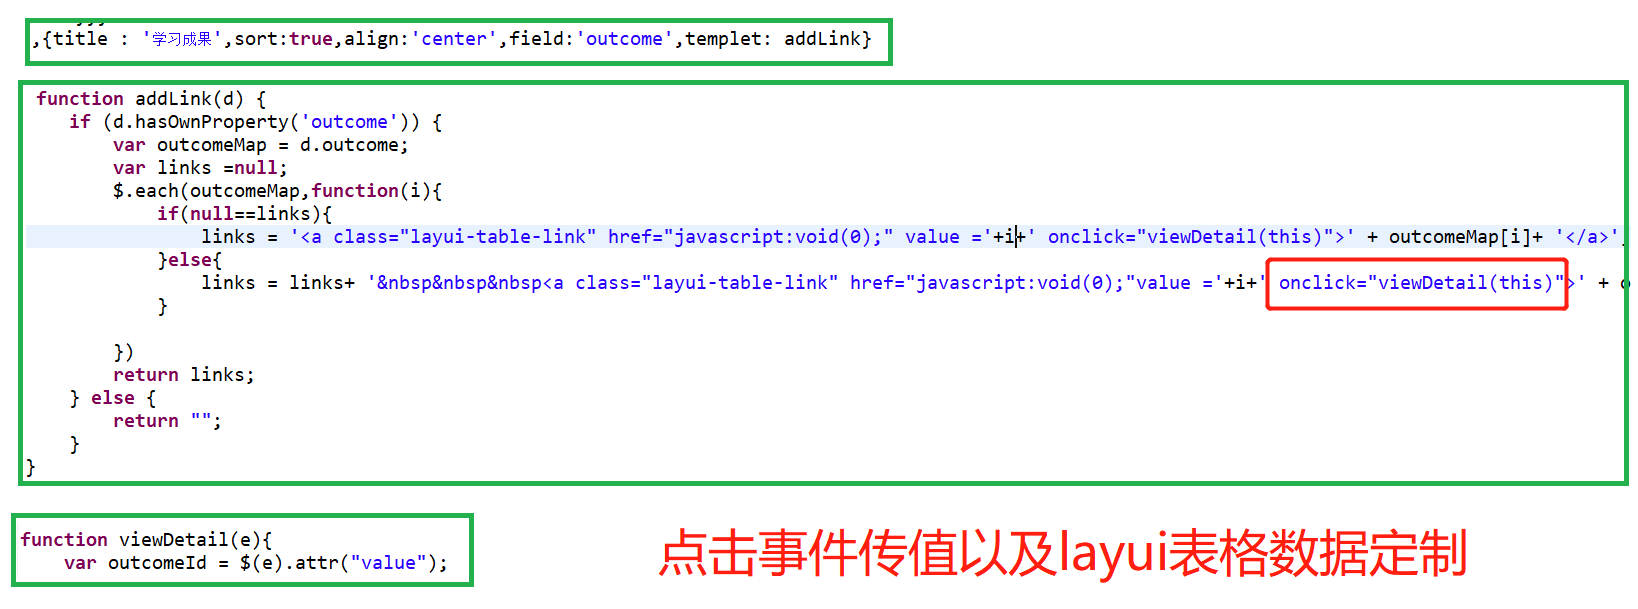 ,{title : '学习成果',sort:true,align:'center',field:'outcome',templet: addLink}
function addLink(d) {
if (d.hasOwnProperty('outcome')) {
var outcomeMap = d.outcome;
var links =null;
$.each(outcomeMap,function(i){
if(null==links){
links = '<a class="layui-table-link" href="javascript:void(0);" value ='+i+' onclick="viewDetail(this)">' + outcomeMap[i]+ '</a>'
}else{
links = links+ '&nbsp&nbsp&nbsp<a class="layui-table-link" href="javascript:void(0);"value ='+i+' onclick="viewDetail(this)">' +
}
})
return links;
} else {
return "";
}
}
function viewDetail(e){
var outcomeId = $(e).attr("value");
点击事件传值以及layui表格数据定制